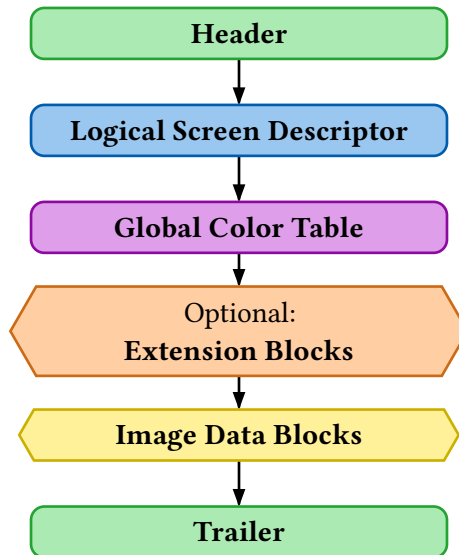 Header
Logical Screen Descriptor
Global Color Table
Optional:
Extension Blocks
Image Data Blocks
Trailer